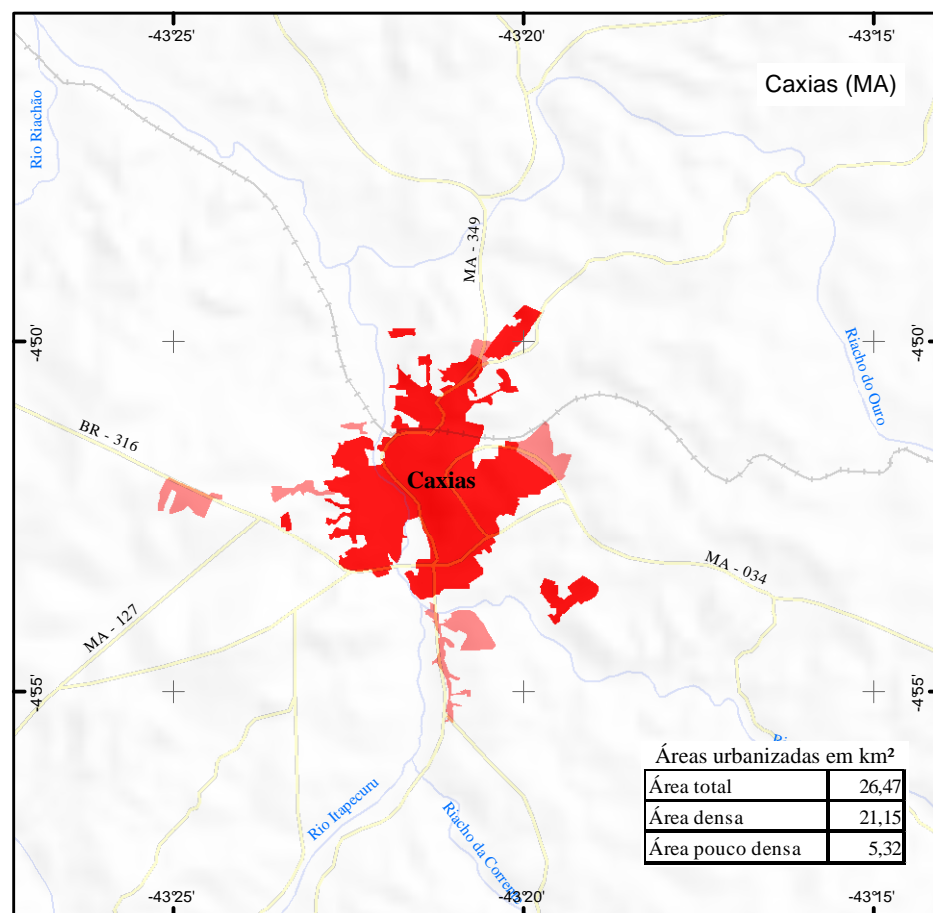 -43°25'
-43°20'
-43°15'
Caxias (MA)
Rio Riachão
MA - 349
-4°50'
-4°50'
Riacho do Ouro
BR - 316
Caxias
MA - 034
MA - 127
-4°55'
-4°55'
Áreas urbanizadas em km²
Área total 26,47
Área densa 21,15
Área pouco densa 5,32
Rio Itapecuru
Riacho da Corrent
-43°25'
-43°20'
-43°15'